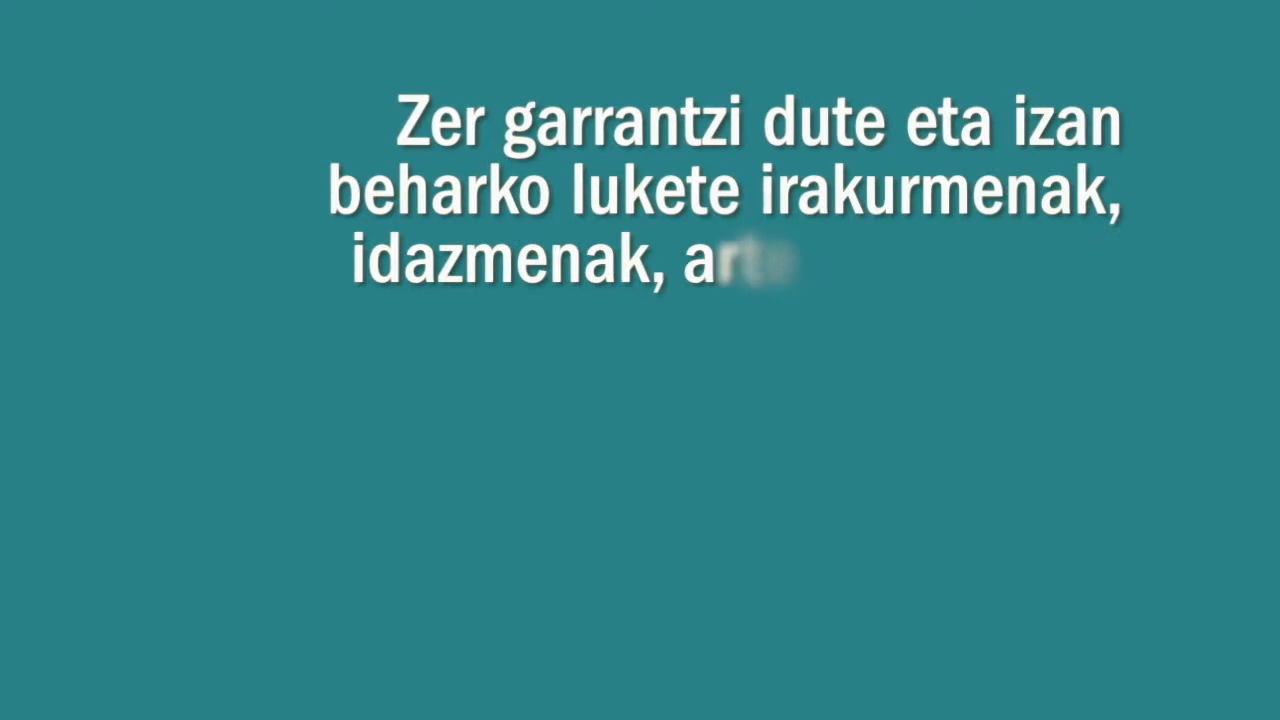 Zer garrantzi dute eta izan
beharko lukete irakurmenak,
idazmenak,